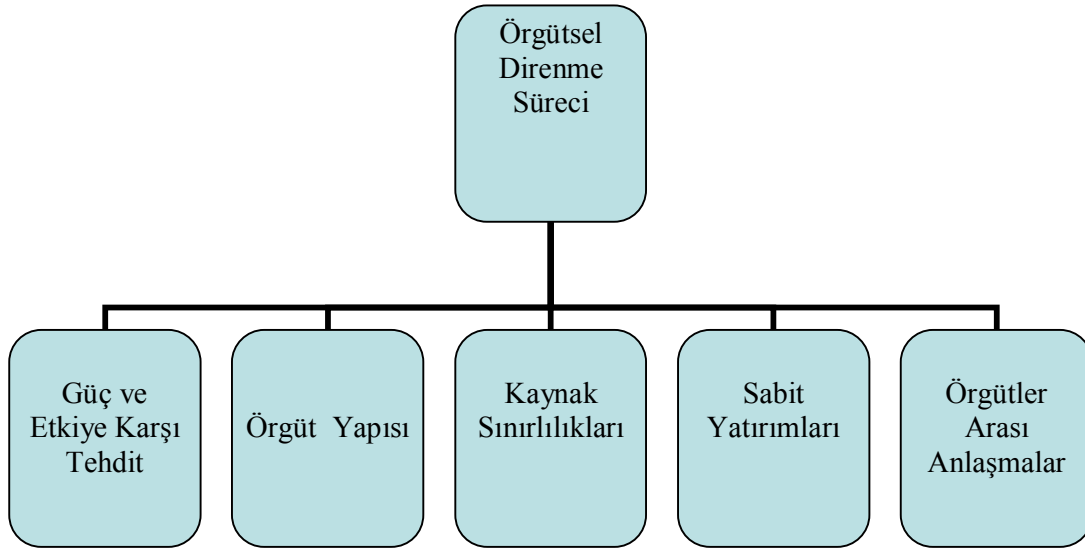 Örgütsel
Direnme
Süreci
Güç ve
Etkiye Karşı
Tehdit
Örgüt Yapısı
Kaynak
Sınırlılıkları
Sabit
Yatırımları
Örgütler
Arası
Anlaşmalar